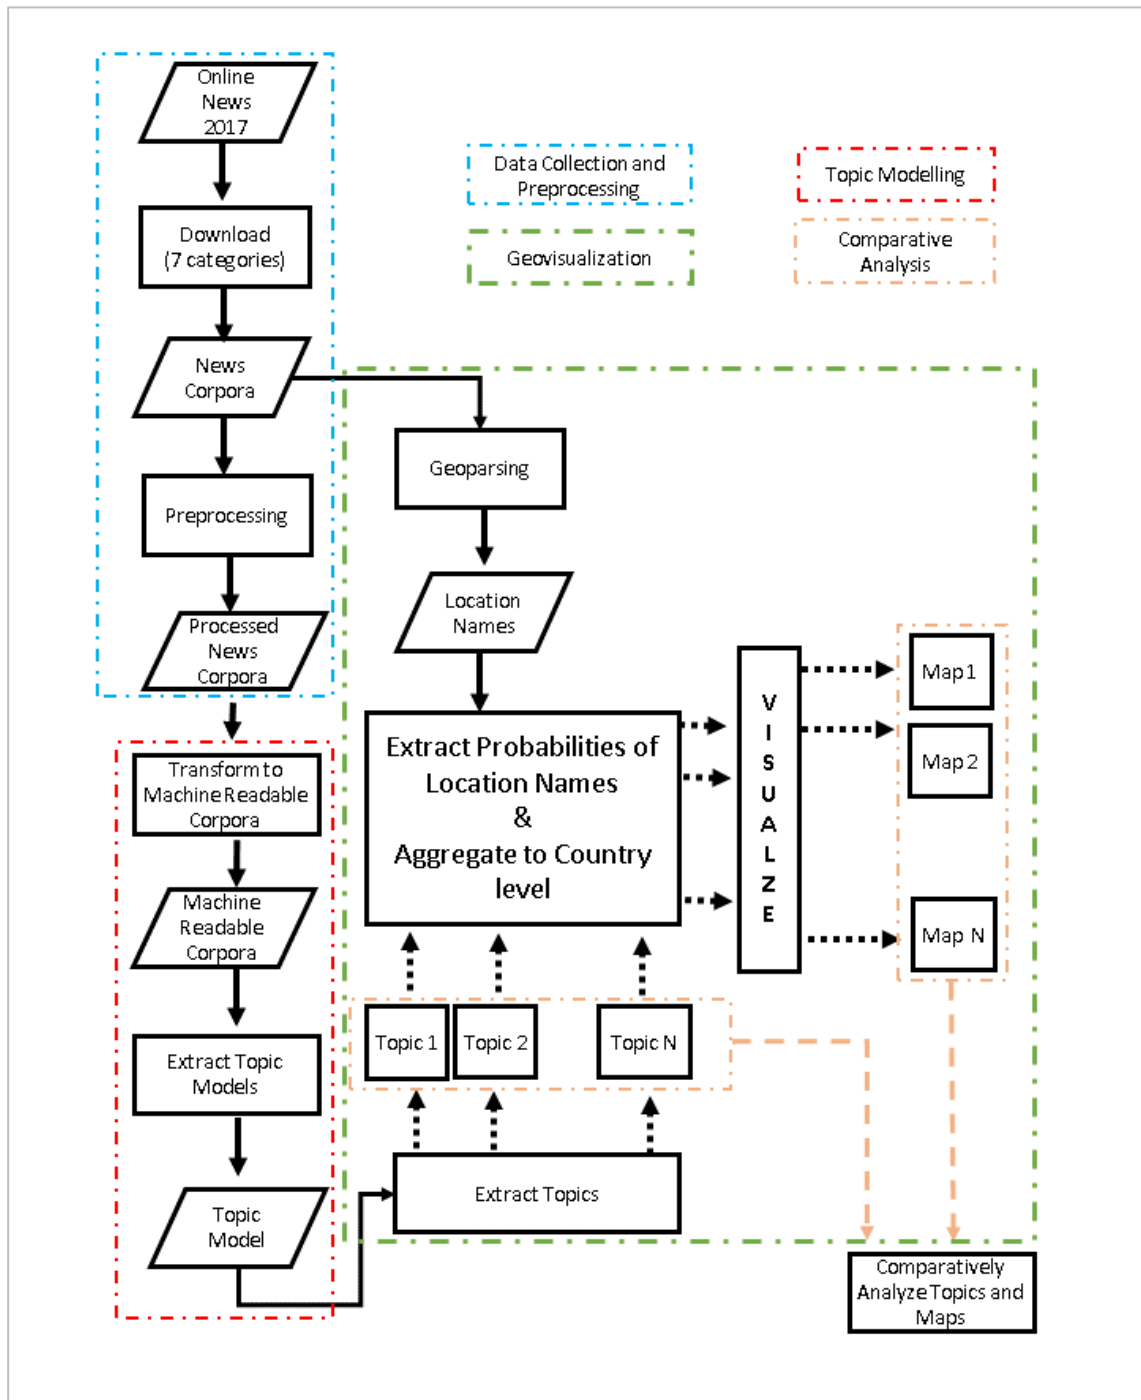 Online
News
2017
Download
(7 categories)
News
Corpora
Preprocessing
Processed
News
Corpora
Transform to
Machine Readable
Corpora
Machine
Readable
Corpora
Extract Topic
Models
Topic
Model
Data Collection and
Preprocessing
Topic Modelling
Geovisualization
Comparative
Analysis
Geoparsing
Location
Names
Extract Probabilities of
Location Names
&
Aggregate to Country
level
Topic 1
Topic 2
Topic N
Extract Topics
V
I
S
U
A
L
Z
E
Map 1
Map 2
Map N
Comparatively
Analyze Topics and
Maps